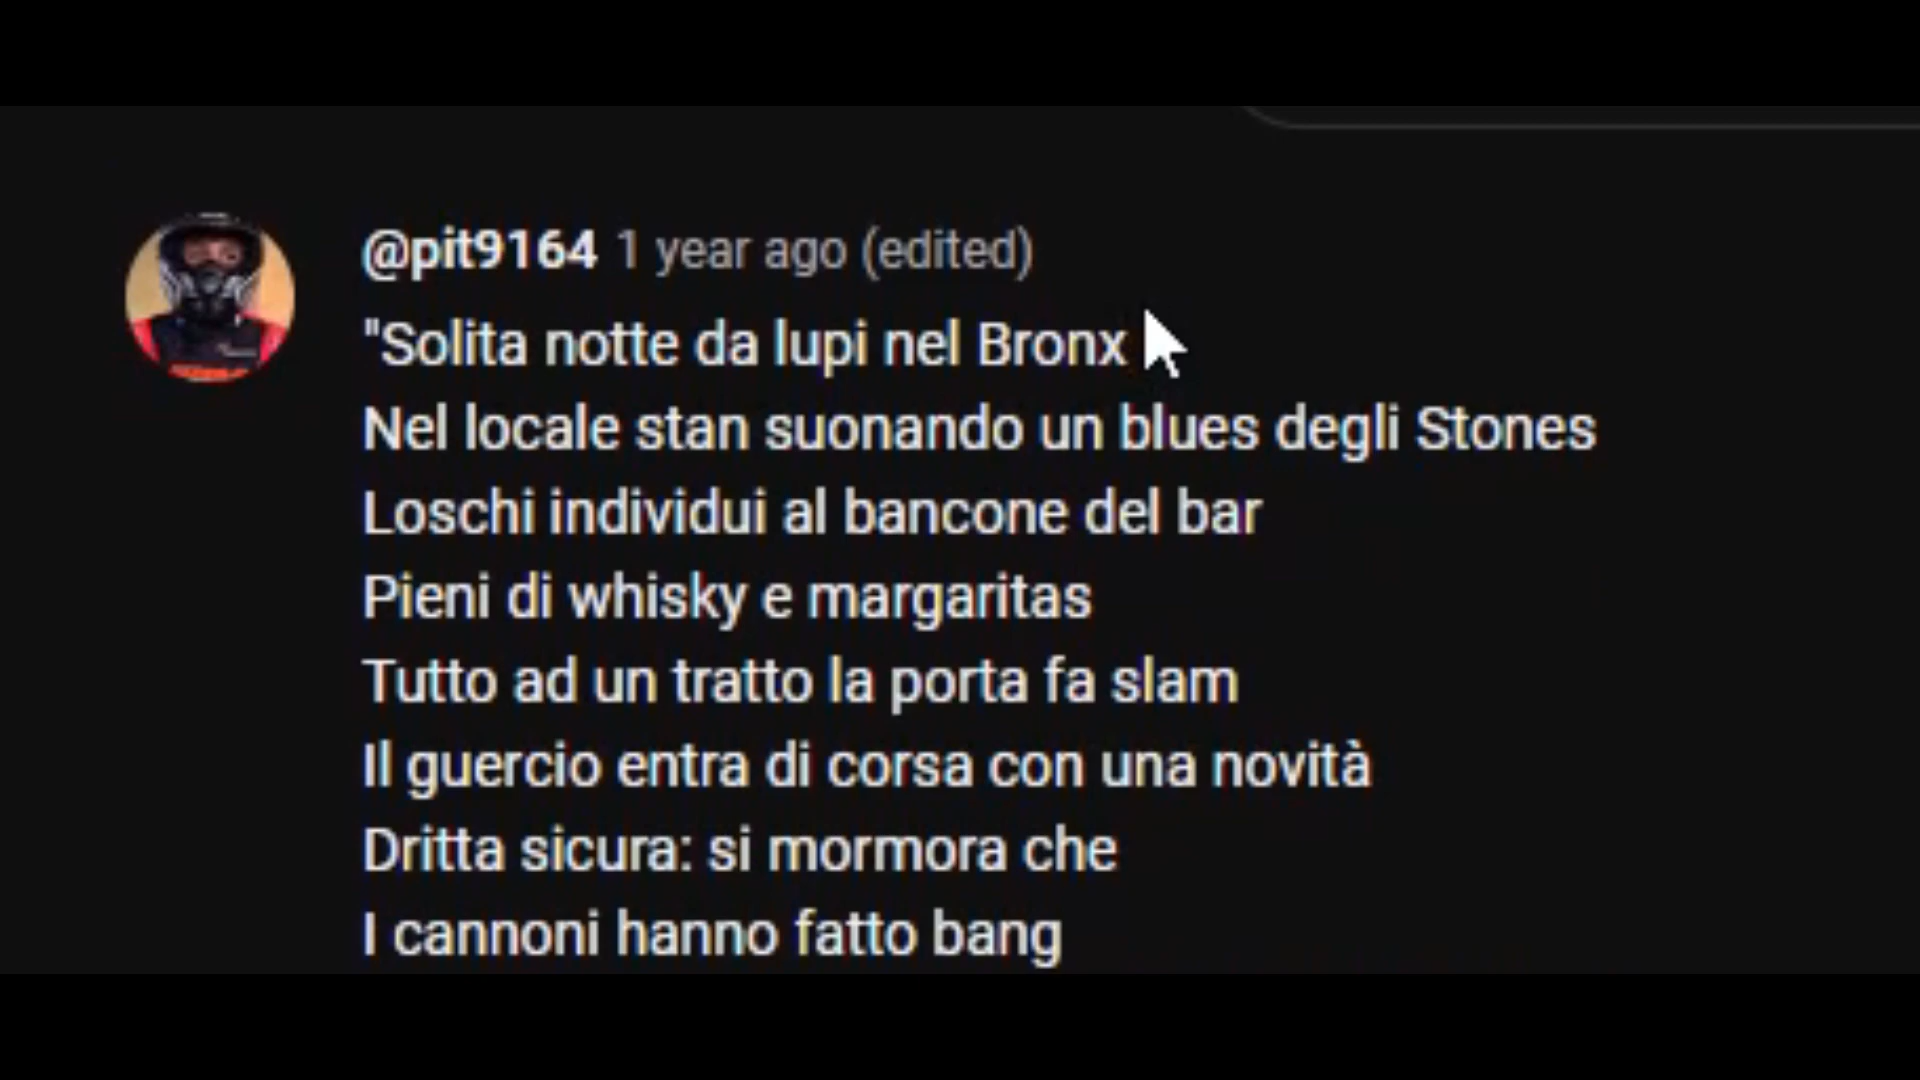 @pit9164 1 year ago (edited)
"Solita notte da lupi nel Bronx
Nel locale stan suonando un blues degli Stones
Loschi individui al bancone del bar
Pieni di whisky e margaritas
Tutto ad un tratto la porta fa slam
Il guercio entra di corsa con una novità
Dritta sicura: si mormora che
I cannoni hanno fatto bang